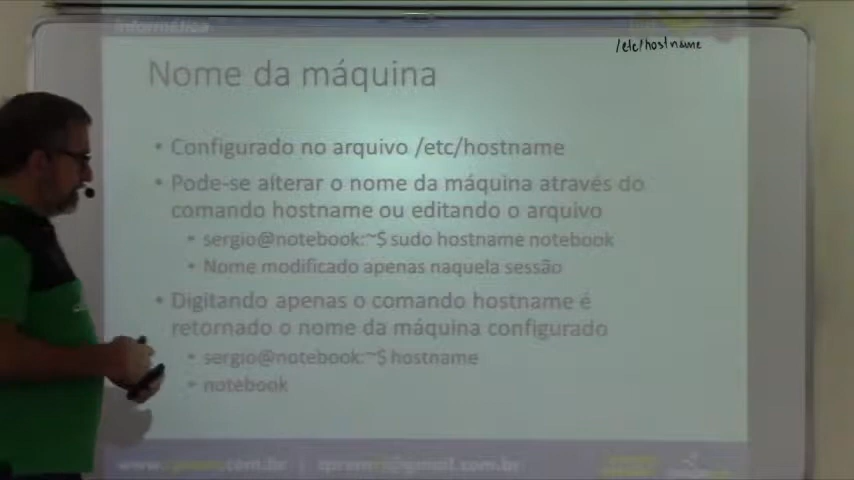 informática
/etc/hostname
Nome da máquina
• Configurado no arquivo /etc/hostname
• Pode-se alterar o nome da máquina através do
comando hostname ou editando o arquivo
• sergio@notebook:~$ sudo hostname notebook
• Nome modificado apenas naquela sessão
• Digitando apenas o comando hostname é
retornado o nome da máquina configurado
• sergio@notebook:~$ hostname
• notebook